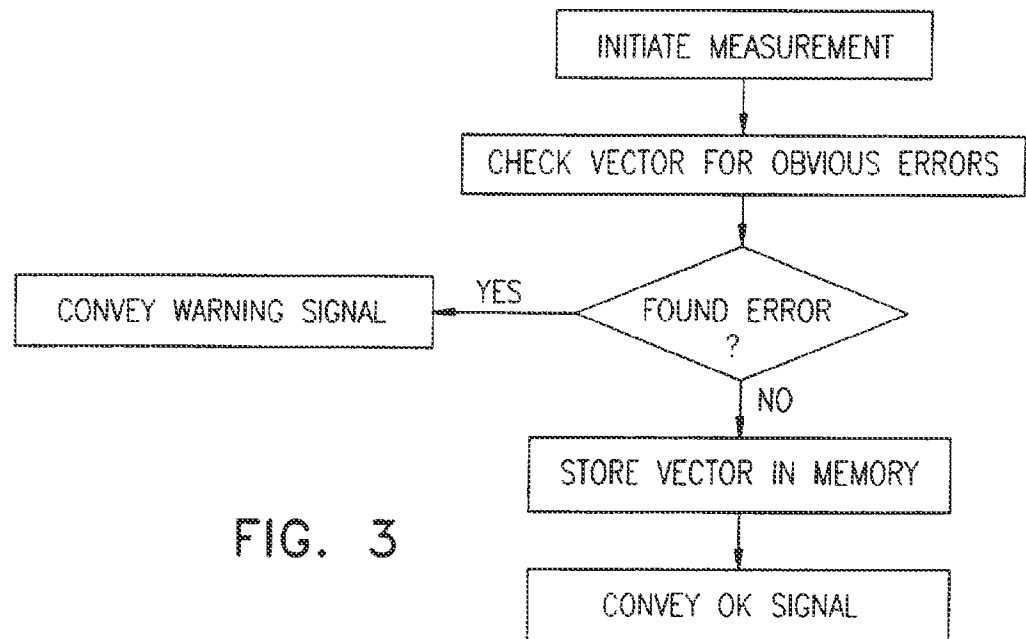 INITIATE MEASUREMENT
CHECK VECTOR FOR OBVIOUS ERRORS
FOUND ERROR
?
YES
CONVEY WARNING SIGNAL
NO
STORE VECTOR IN MEMORY
CONVEY OK SIGNAL
FIG. 3